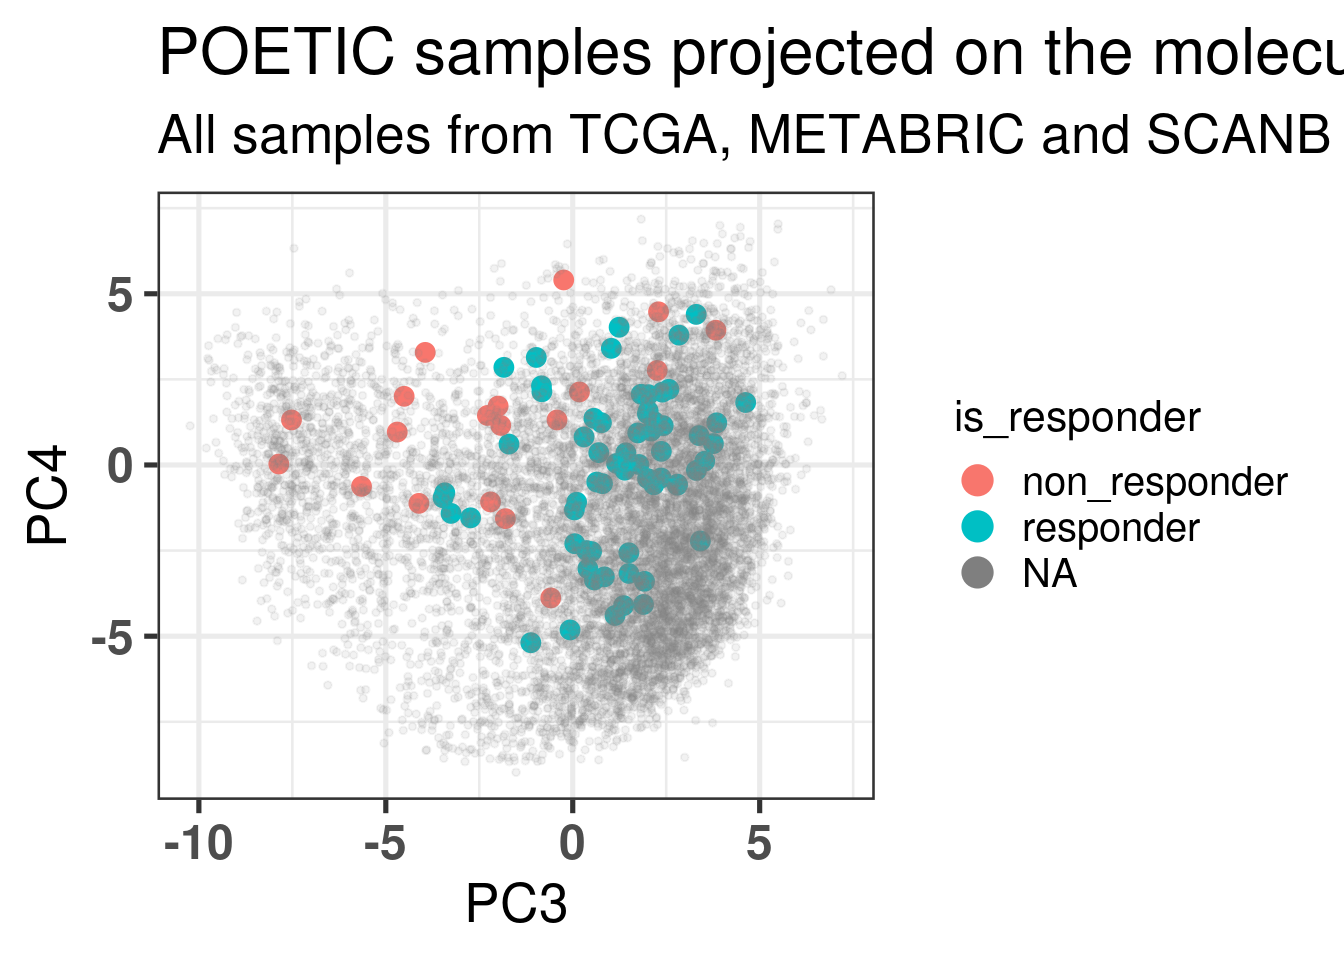 POETIC samples projected on the molecu
All samples from TCGA, METABRIC and SCANB
5
0
-5
PC4
-10 -5 0 5
PC3
is_responder
non_responder
responder
NA